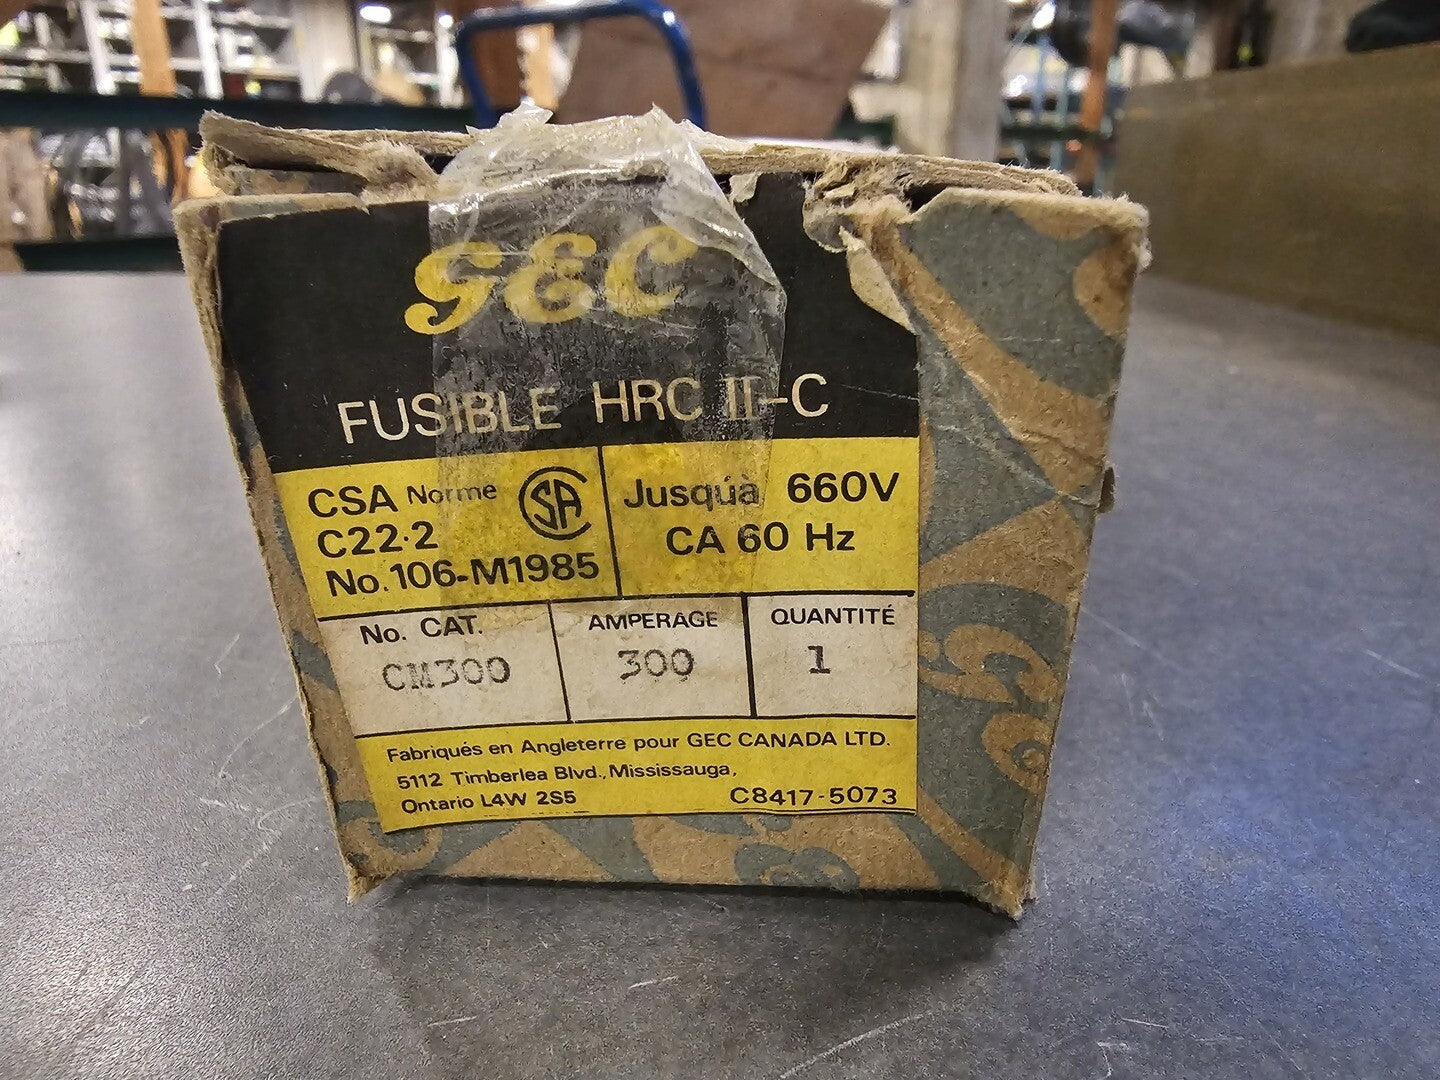 GEC
FUSIBLE HRC II-C
CSA Norme
C22·2
No. 106-M1985
CSA
Jusqúà 660V
CA 60 Hz
No. CAT.
CM300
AMPERAGE
300
QUANTITÉ
1
Fabriqués en Angleterre pour GEC CANADA LTD.
5112 Timberlea Blvd., Mississauga,
Ontario L4W 2S5
C8417-5073